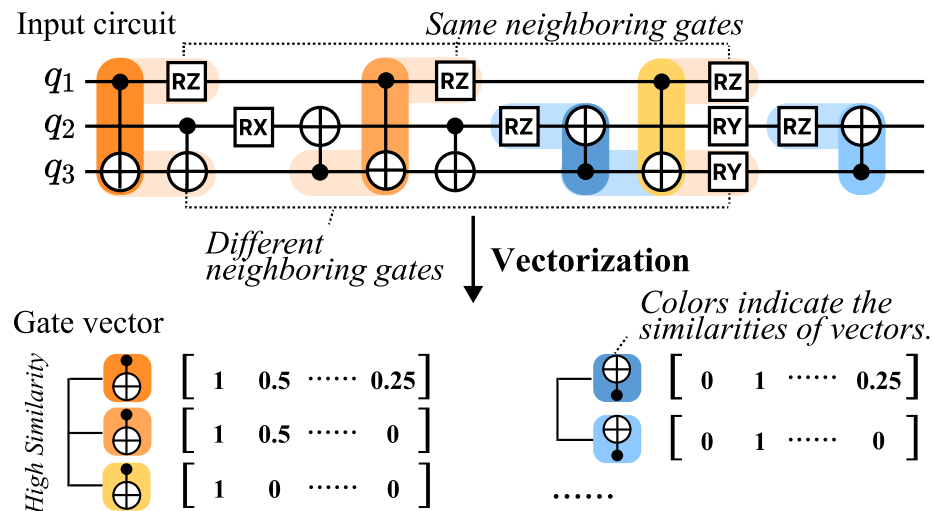 Input circuit
Same neighboring gates
q1 RZ RZ RZ
q2 RX RZ RY RZ
q3 RY
Different
neighboring gates
Vectorization
Colors indicate the
similarities of vectors.
Gate vector
High Similarity
[ 1 0.5 ...... 0.25 ]
[ 1 0.5 ...... 0 ]
[ 1 0 ...... 0 ]
[ 0 1 ...... 0.25 ]
[ 0 1 ...... 0 ]
......